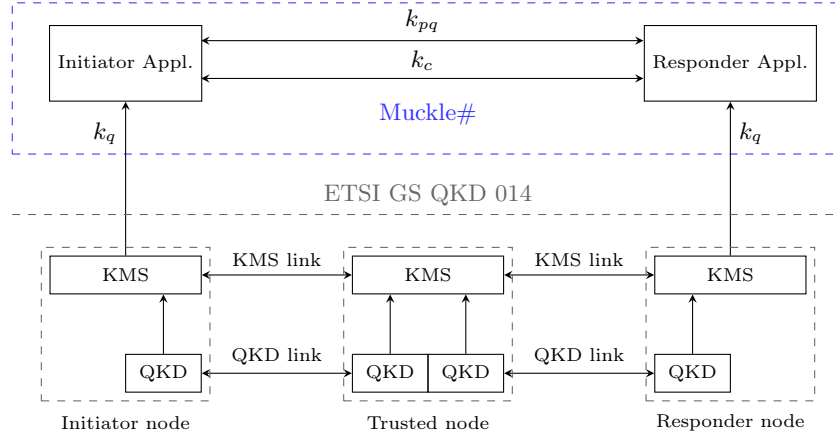 k_pq
Initiator Appl.
Responder Appl.
k_c
Muckle#
k_q
k_q
ETSI GS QKD 014
KMS
KMS link
KMS
KMS link
KMS
QKD
QKD link
QKD
QKD
QKD link
QKD
Initiator node
Trusted node
Responder node